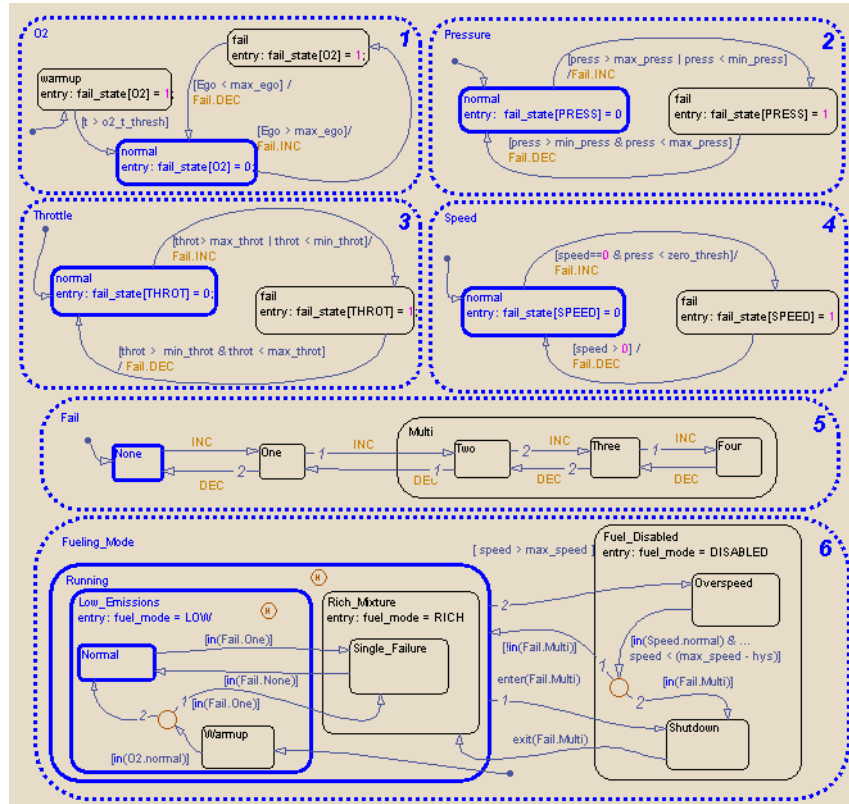 O2
1
fail
entry: fail_state[O2] = 1;
warmup
entry: fail_state[O2] = 1;
[Ego < max_ego] /
Fail.DEC
[t > o2_t_thresh]
[Ego > max_ego]/
Fail.INC
normal
entry: fail_state[O2] = 0;
Pressure
2
[press > max_press | press < min_press]
/Fail.INC
normal
entry: fail_state[PRESS] = 0
fail
entry: fail_state[PRESS] = 1
[press > min_press & press < max_press] /
Fail.DEC
Throttle
3
[throt> max_throt | throt < min_throt]/
Fail.INC
normal
entry: fail_state[THROT] = 0;
fail
entry: fail_state[THROT] = 1
[throt > min_throt & throt < max_throt]
/ Fail.DEC
Speed
4
[speed==0 & press < zero_thresh]/
Fail.INC
normal
entry: fail_state[SPEED] = 0
fail
entry: fail_state[SPEED] = 1
[speed > 0] /
Fail.DEC
Fail
5
Multi
None
INC
One
1
INC
Two
2
INC
Three
1
INC
Four
2
DEC
1
DEC
2
DEC
DEC
Fueling_Mode
6
[ speed > max_speed ]
Fuel_Disabled
entry: fuel_mode = DISABLED
Running
H
Low_Emissions
entry: fuel_mode = LOW
H
Rich_Mixture
entry: fuel_mode = RICH
2
Overspeed
Normal
[in(Fail.One)]
Single_Failure
[!in(Fail.Multi)]
[in(Speed.normal) & ...
speed < (max_speed - hys)]
[in(Fail.None)]
1
enter(Fail.Multi)
2
[in(Fail.Multi)]
2
1
[in(Fail.One)]
1
Warmup
Shutdown
exit(Fail.Multi)
[in(O2.normal)]